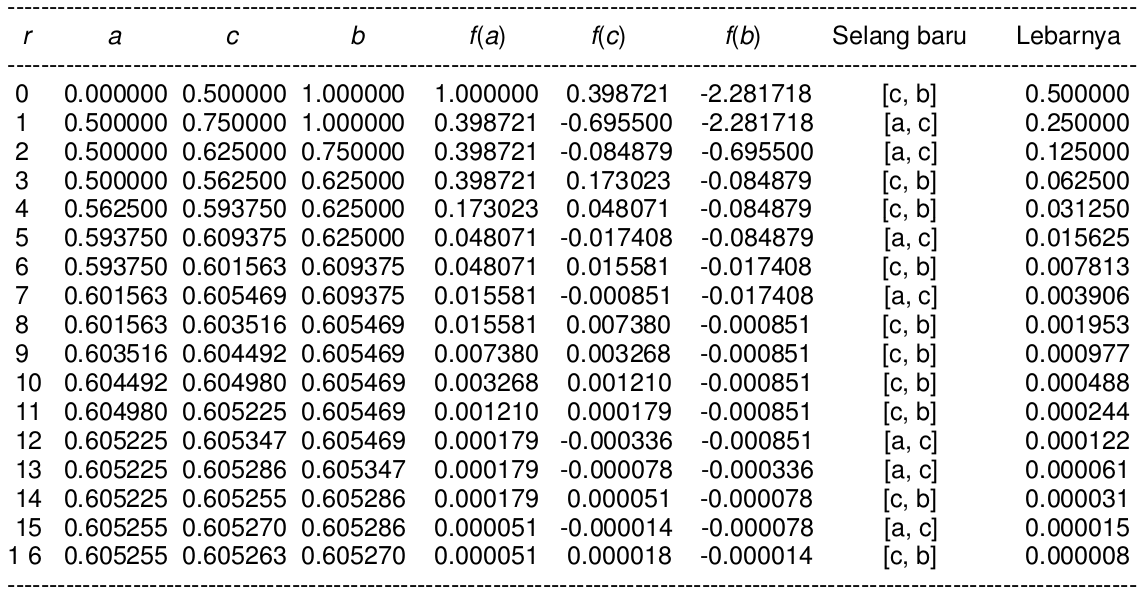 r a c b f(a) f(c) f(b) Selang baru Lebarnya
0 0.000000 0.500000 1.000000 1.000000 0.398721 -2.281718 [c, b] 0.500000
1 0.500000 0.750000 1.000000 0.398721 -0.695500 -2.281718 [a, c] 0.250000
2 0.500000 0.625000 0.750000 0.398721 -0.084879 -0.695500 [a, c] 0.125000
3 0.500000 0.562500 0.625000 0.398721 0.173023 -0.084879 [c, b] 0.062500
4 0.562500 0.593750 0.625000 0.173023 0.048071 -0.084879 [c, b] 0.031250
5 0.593750 0.609375 0.625000 0.048071 -0.017408 -0.084879 [a, c] 0.015625
6 0.593750 0.601563 0.609375 0.048071 0.015581 -0.017408 [c, b] 0.007813
7 0.601563 0.605469 0.609375 0.015581 -0.000851 -0.017408 [a, c] 0.003906
8 0.601563 0.603516 0.605469 0.015581 0.007380 -0.000851 [c, b] 0.001953
9 0.603516 0.604492 0.605469 0.007380 0.003268 -0.000851 [c, b] 0.000977
10 0.604492 0.604980 0.605469 0.003268 0.001210 -0.000851 [c, b] 0.000488
11 0.604980 0.605225 0.605469 0.001210 0.000179 -0.000851 [c, b] 0.000244
12 0.605225 0.605347 0.605469 0.000179 -0.000336 -0.000851 [a, c] 0.000122
13 0.605225 0.605286 0.605347 0.000179 -0.000078 -0.000336 [a, c] 0.000061
14 0.605225 0.605255 0.605286 0.000179 0.000051 -0.000078 [c, b] 0.000031
15 0.605255 0.605270 0.605286 0.000051 -0.000014 -0.000078 [a, c] 0.000015
1 6 0.605255 0.605263 0.605270 0.000051 0.000018 -0.000014 [c, b] 0.000008